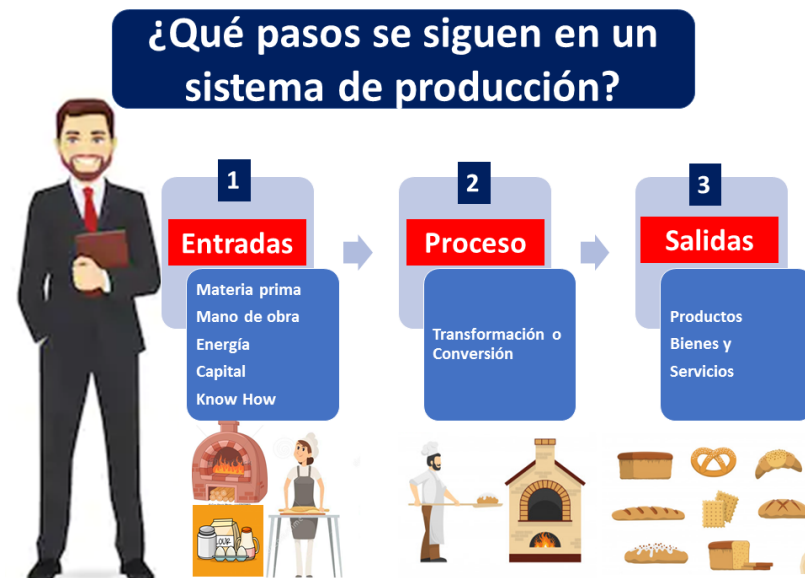 ¿Qué pasos se siguen en un
sistema de producción?
1
Entradas
Materia prima
Mano de obra
Energía
Capital
Know How
2
Proceso
Transformación o
Conversión
3
Salidas
Productos
Bienes y
Servicios
LOUR